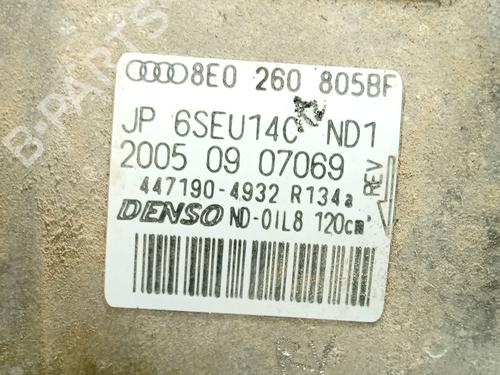 8E0 260 805BF
JP 6SEU14C ND1
2005 09 07069
447190-4932 R134a
REV
DENSO ND-OIL8 120cm³
B-PARTS